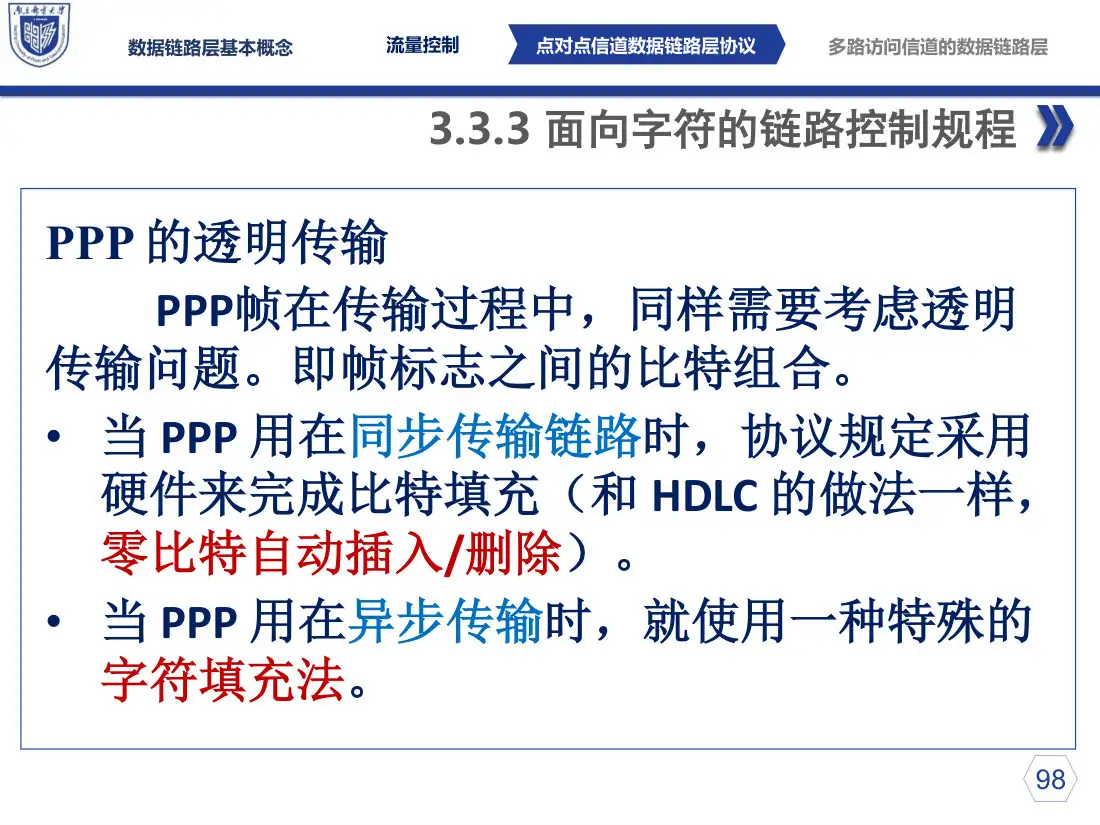 南京邮电大学
数据链路层基本概念
流量控制
点对点信道数据链路层协议
多路访问信道的数据链路层
3.3.3 面向字符的链路控制规程
PPP 的透明传输
PPP帧在传输过程中，同样需要考虑透明
传输问题。即帧标志之间的比特组合。
• 当 PPP 用在同步传输链路时，协议规定采用
硬件来完成比特填充（和 HDLC 的做法一样，
零比特自动插入/删除）。
• 当 PPP 用在异步传输时，就使用一种特殊的
字符填充法。
98